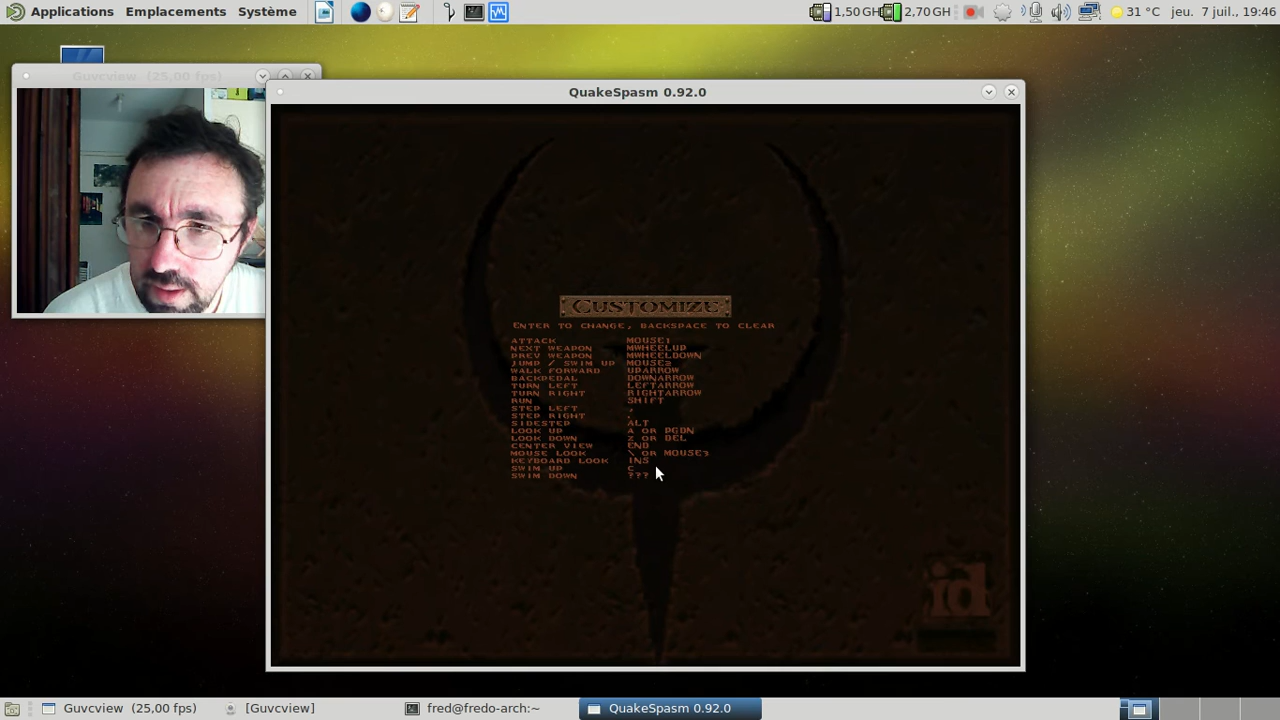 Applications Emplacements Système 1,50 GH 2,70GH 31 °C jeu. 7 juil., 19:46
Guvcview (25,00 fps)
QuakeSpasm 0.92.0
CUSTOMIZE
ENTER TO CHANGE, BACKSPACE TO CLEAR
ATTACK MOUSE1
NEXT WEAPON MWHEELUP
PREV WEAPON MWHEELDOWN
JUMP / SWIM UP MOUSE2
WALK FORWARD UPARROW
BACKPEDAL DOWNARROW
TURN LEFT LEFTARROW
TURN RIGHT RIGHTARROW
RUN SHIFT
STEP LEFT ,
STEP RIGHT .
SIDESTEP ALT
LOOK UP A OR PGDN
LOOK DOWN Z OR DEL
CENTER VIEW END
MOUSE LOOK \ OR MOUSE3
KEYBOARD LOOK INS
SWIM UP C
SWIM DOWN ???
id
Guvcview (25,00 fps) [Guvcview] fred@fredo-arch:~ QuakeSpasm 0.92.0